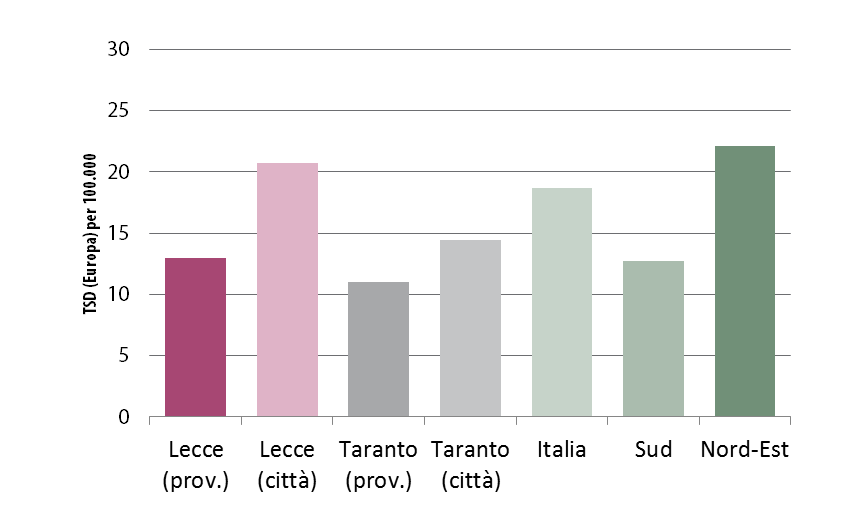 30
25
20
15
10
5
0
TSD (Europa) per 100.000
Lecce
(prov.)
Lecce
(città)
Taranto
(prov.)
Taranto
(città)
Italia
Sud
Nord-Est